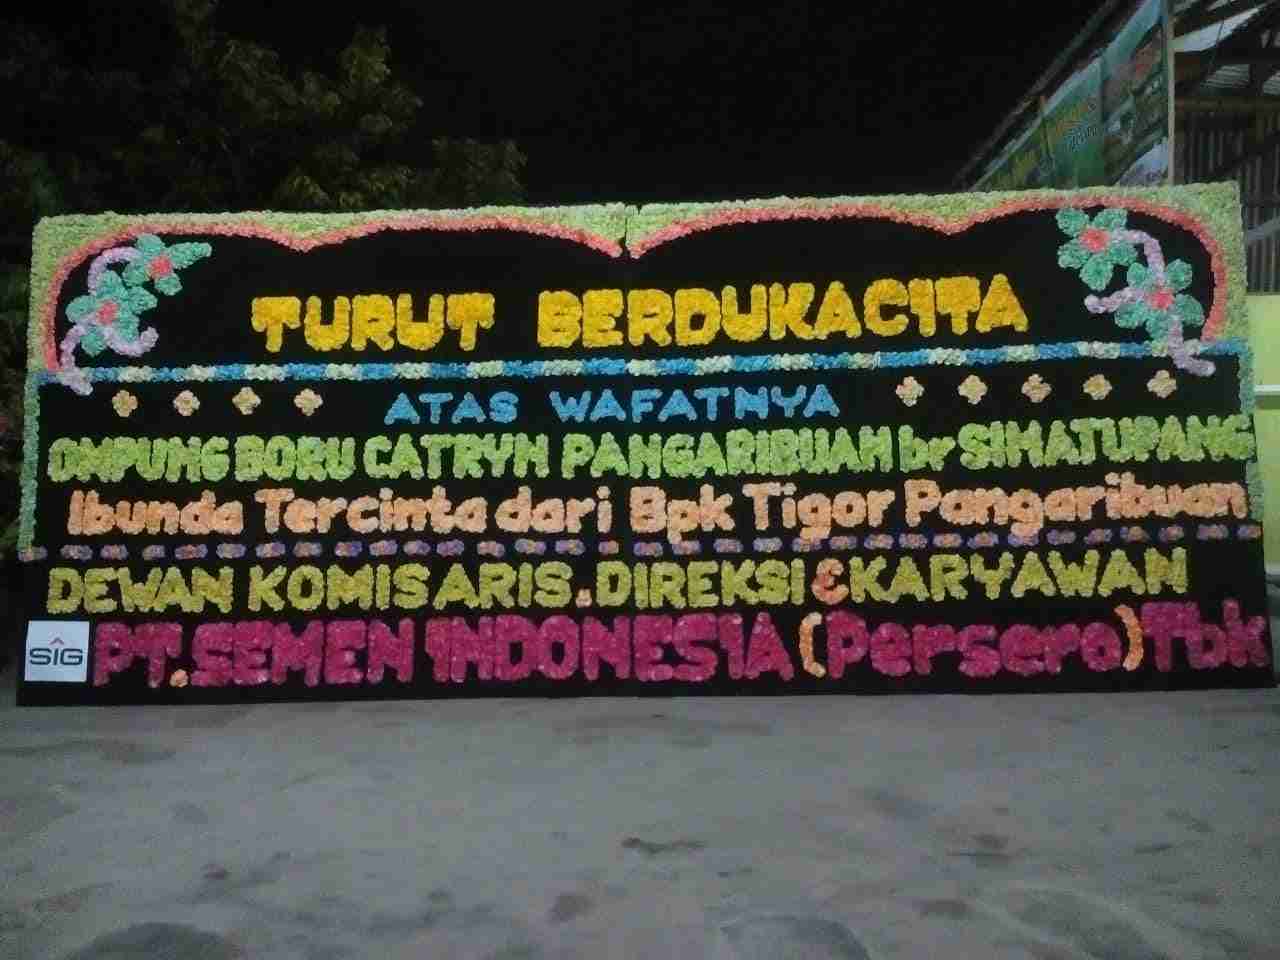 TURUT BERDUKACITA
ATAS WAFATNYA
OMPUNG BORU CATRYN PANGARIBUAN br SIMATUPANG
Ibunda Tercinta dari Bpk Tigor Pangaribuan
DEWAN KOMISARIS, DIREKSI & KARYAWAN
SIG PT. SEMEN INDONESIA (Persero) Tbk